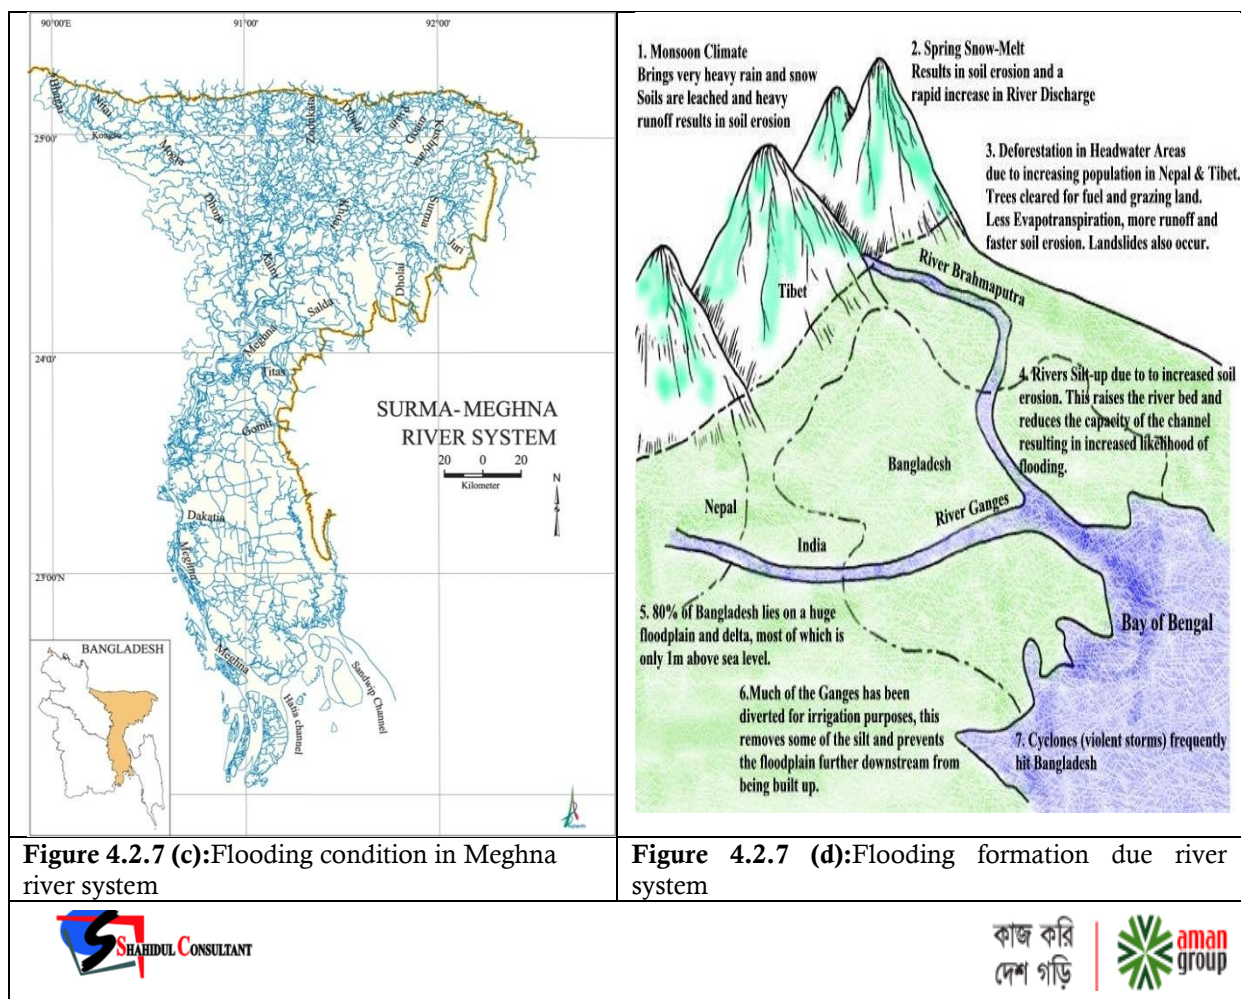 90°00'E
91°00'
92°00'
Bhogai
Nitai
Kongsa
Mogra
Dhala
25°00'
Kushiyara
Surma
Juri
Dholai
Khowai
Kalni
Salda
Meghna
24°0'
Titas
Gomti
SURMA-MEGHNA
RIVER SYSTEM
20 0 20
Kilometer
N
Dakatia
Meghna
23°00'N
Meghna
Hatia channel
Sandwip Channel
BANGLADESH
1. Monsoon Climate
Brings very heavy rain and snow
Soils are leached and heavy
runoff results in soil erosion
2. Spring Snow-Melt
Results in soil erosion and a
rapid increase in River Discharge
3. Deforestation in Headwater Areas
due to increasing population in Nepal & Tibet.
Trees cleared for fuel and grazing land.
Less Evapotranspiration, more runoff and
faster soil erosion. Landslides also occur.
River Brahmaputra
Tibet
4. Rivers Silt-up due to to increased soil
erosion. This raises the river bed and
reduces the capacity of the channel
resulting in increased likelihood of
flooding.
Bangladesh
Nepal
River Ganges
India
5. 80% of Bangladesh lies on a huge
floodplain and delta, most of which is
only 1m above sea level.
Bay of Bengal
6.Much of the Ganges has been
diverted for irrigation purposes, this
removes some of the silt and prevents
the floodplain further downstream from
being built up.
7. Cyclones (violent storms) frequently
hit Bangladesh
Figure 4.2.7 (c):Flooding condition in Meghna
river system
Figure 4.2.7 (d):Flooding formation due river
system
SHAHIDUL CONSULTANT
কাজ করি
দেশ গড়ি
aman
group